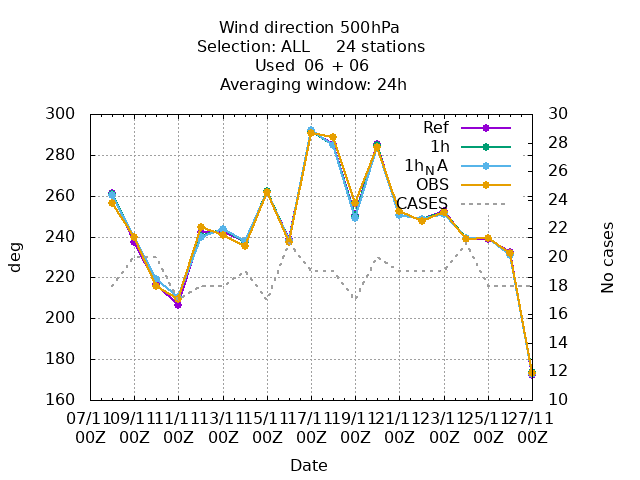 Wind direction 500hPa
Selection: ALL 24 stations
Used 06 + 06
Averaging window: 24h
300
280
260
240
220
200
180
160
deg
Ref
1h
1h_N A
OBS
CASES
30
28
26
24
22
20
18
16
14
12
10
No cases
07/11 09/11 11/11 13/11 15/11 17/11 19/11 21/11 23/11 25/11 27/11
00Z 00Z 00Z 00Z 00Z 00Z 00Z 00Z 00Z 00Z 00Z
Date